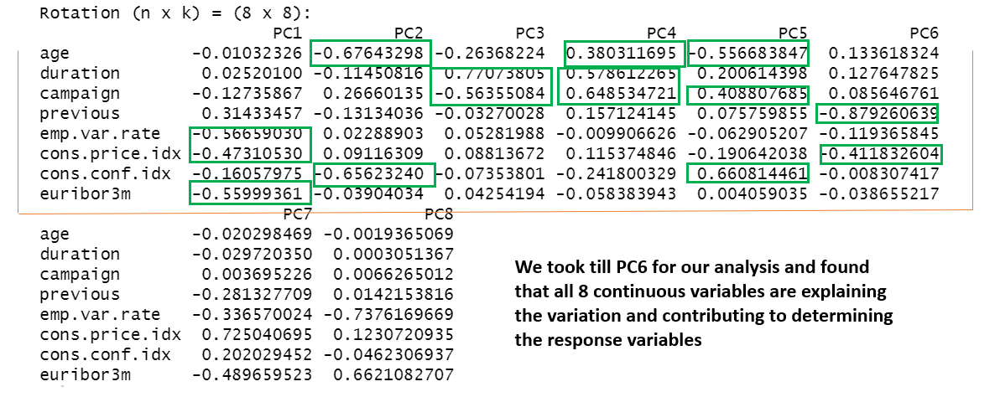 Rotation (n x k) = (8 x 8):
PC1 PC2 PC3 PC4 PC5 PC6
age -0.01032326 -0.67643298 -0.26368224 0.380311695 -0.556683847 0.133618324
duration 0.02520100 -0.11450816 0.77073805 0.578612265 0.200614398 0.127647825
campaign -0.12735867 0.26660135 -0.56355084 0.648534721 0.408807685 0.085646761
previous 0.31433457 -0.13134036 -0.03270028 0.157124145 0.075759855 -0.879260639
emp.var.rate -0.56659030 0.02288903 0.05281988 -0.009906626 -0.062905207 -0.119365845
cons.price.idx -0.47310530 0.09116309 0.08813672 0.115374846 -0.190642038 -0.411832604
cons.conf.idx -0.16057975 -0.65623240 -0.07353801 -0.241800329 0.660814461 -0.008307417
euribor3m -0.55999361 -0.03904034 0.04254194 -0.058383943 0.004059035 -0.038655217
PC7 PC8
age -0.020298469 -0.0019365069
duration -0.029720350 0.0003051367
campaign 0.003695226 0.0066265012
previous -0.281327709 0.0142153816
emp.var.rate -0.336570024 -0.7376169669
cons.price.idx 0.725040695 0.1230720935
cons.conf.idx 0.202029452 -0.0462306937
euribor3m -0.489659523 0.6621082707
We took till PC6 for our analysis and found
that all 8 continuous variables are explaining
the variation and contributing to determining
the response variables